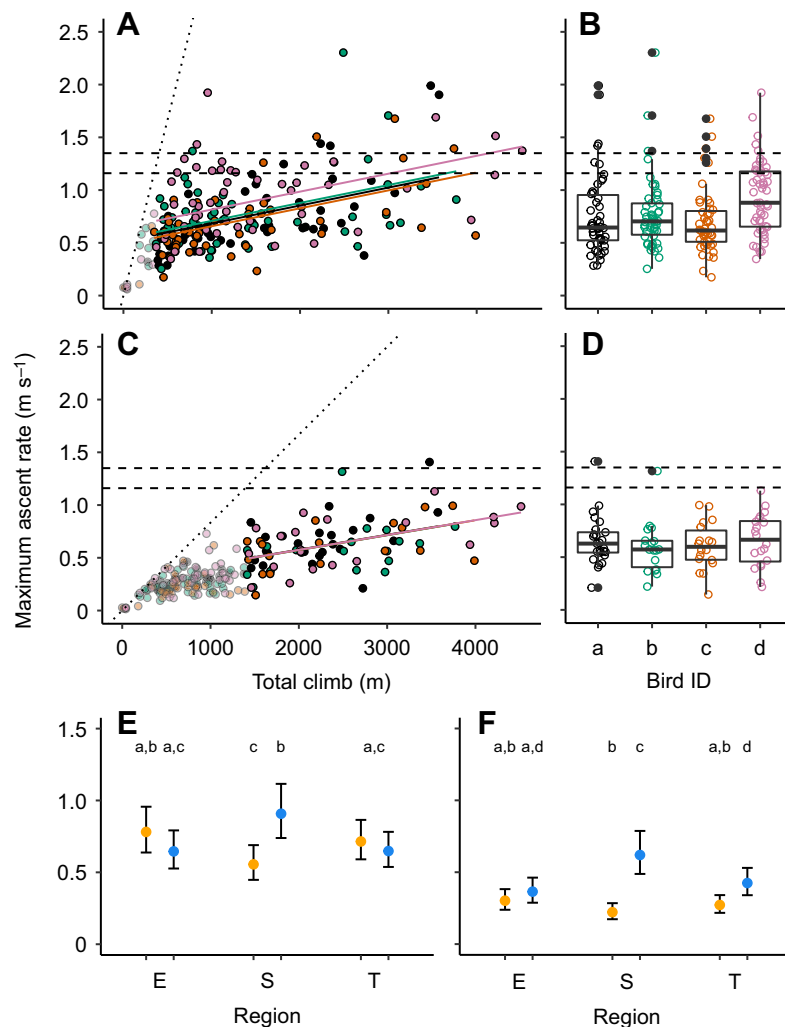 A
B
2.5
2.0
1.5
1.0
0.5
0
C
D
2.5
2.0
1.5
1.0
0.5
0
Maximum ascent rate (m s–1)
0
1000
2000
3000
4000
a
b
c
d
Total climb (m)
Bird ID
E
F
1.5
1.0
0.5
0
a,b
a,c
c
b
a,c
a,b
a,d
b
c
a,b
d
E
S
T
E
S
T
Region
Region